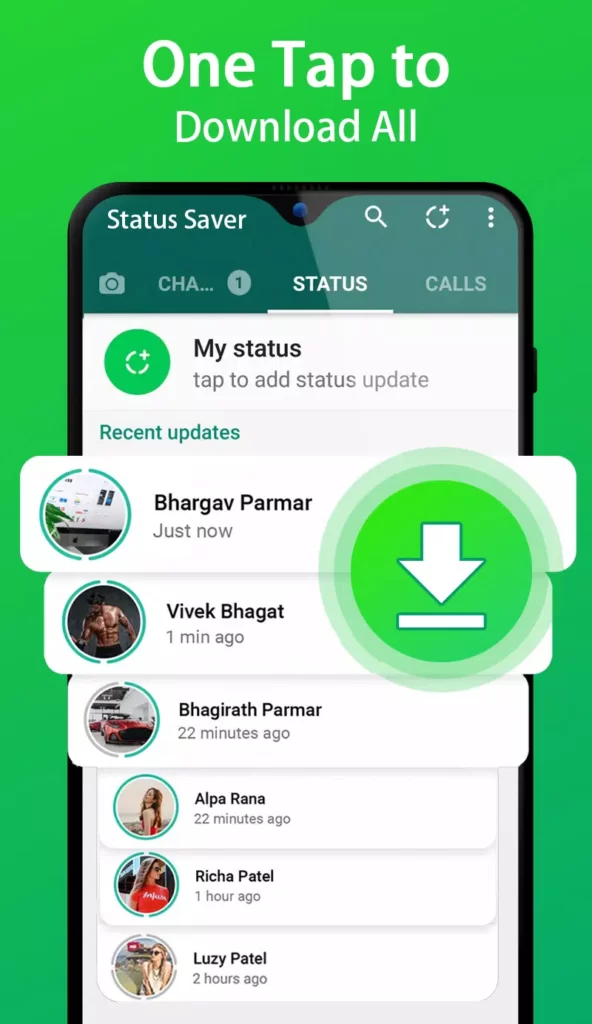 One Tap to
Download All
Status Saver
CHA... 1 STATUS CALLS
My status
tap to add status update
Recent updates
Bhargav Parmar
Just now
Vivek Bhagat
1 min ago
Bhagirath Parmar
22 minutes ago
Alpa Rana
22 minutes ago
Richa Patel
1 hour ago
Luzy Patel
2 hours ago